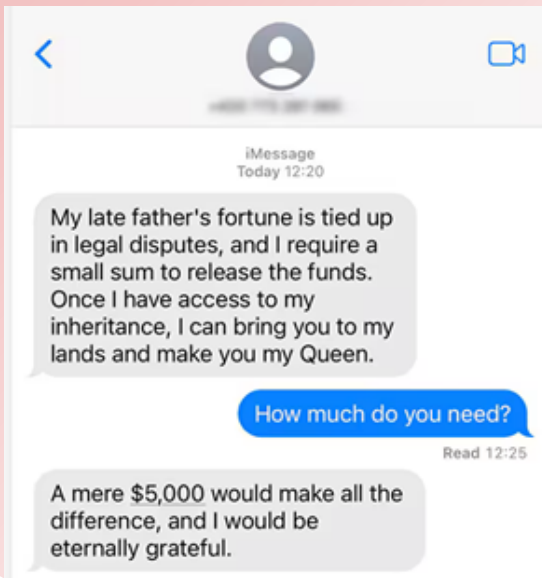 iMessage
Today 12:20
My late father's fortune is tied up
in legal disputes, and I require a
small sum to release the funds.
Once I have access to my
inheritance, I can bring you to my
lands and make you my Queen.
How much do you need?
Read 12:25
A mere $5,000 would make all the
difference, and I would be
eternally grateful.